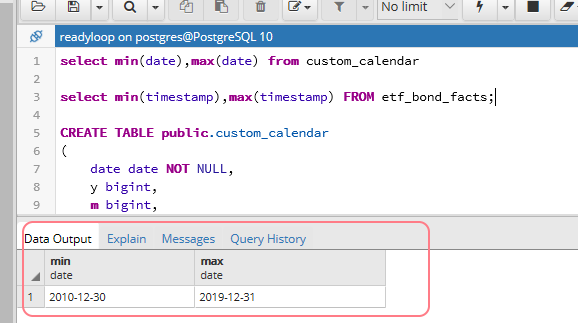 No limit
readyloop on postgres@PostgreSQL 10
1 select min(date),max(date) from custom_calendar
2
3 select min(timestamp),max(timestamp) FROM etf_bond_facts;
4
5 CREATE TABLE public.custom_calendar
6 (
7 date date NOT NULL,
8 y bigint,
9 m bigint,
Data Output Explain Messages Query History
min max
date date
1 2010-12-30 2019-12-31